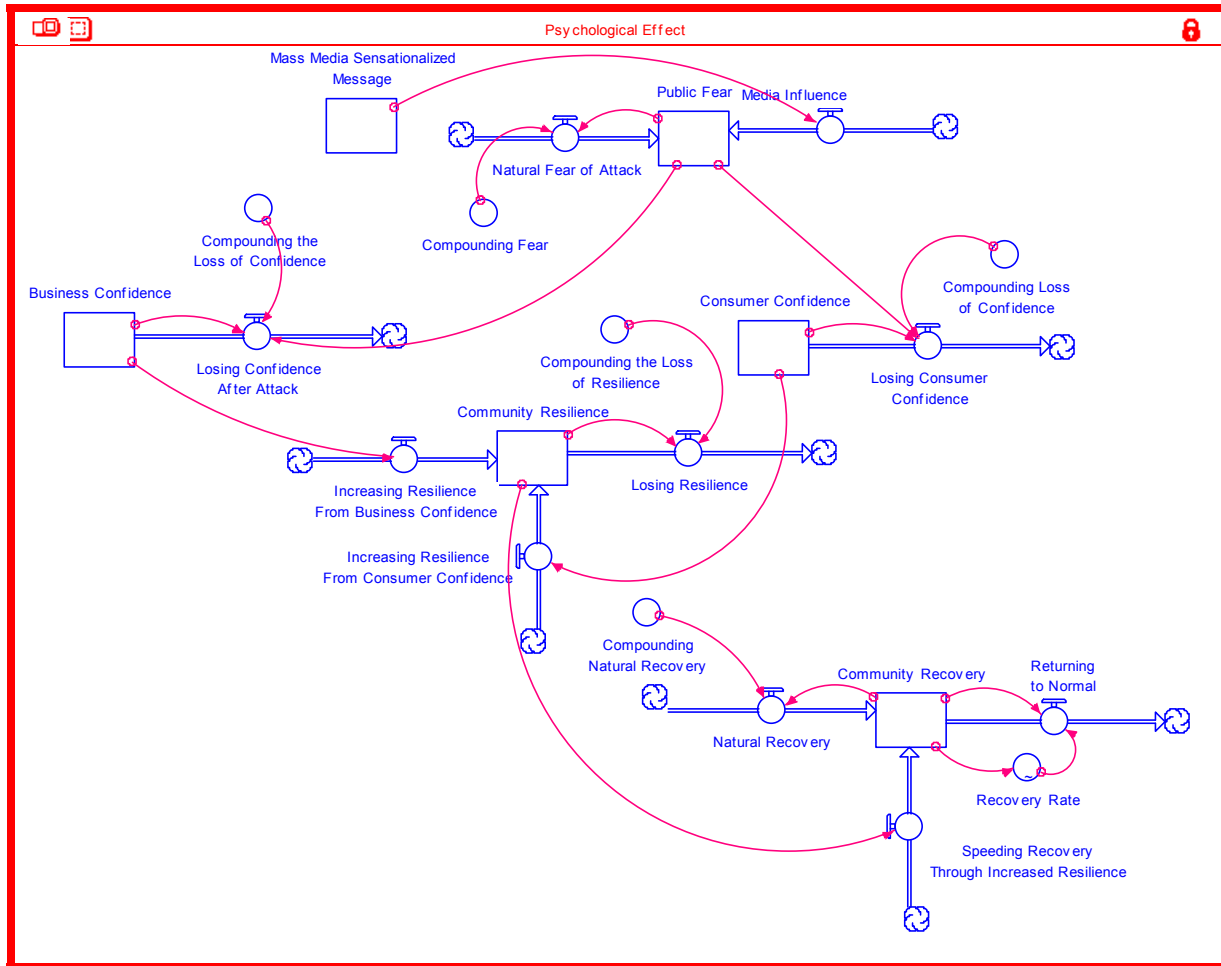 Psychological Effect
Mass Media Sensationalized
Message
Public Fear
Media Influence
Natural Fear of Attack
Compounding Fear
Compounding the
Loss of Confidence
Business Confidence
Losing Confidence
After Attack
Consumer Confidence
Compounding Loss
of Confidence
Compounding the Loss
of Resilience
Losing Consumer
Confidence
Community Resilience
Losing Resilience
Increasing Resilience
From Business Confidence
Increasing Resilience
From Consumer Confidence
Compounding
Natural Recovery
Community Recovery
Returning
to Normal
Natural Recovery
~
Recovery Rate
Speeding Recovery
Through Increased Resilience